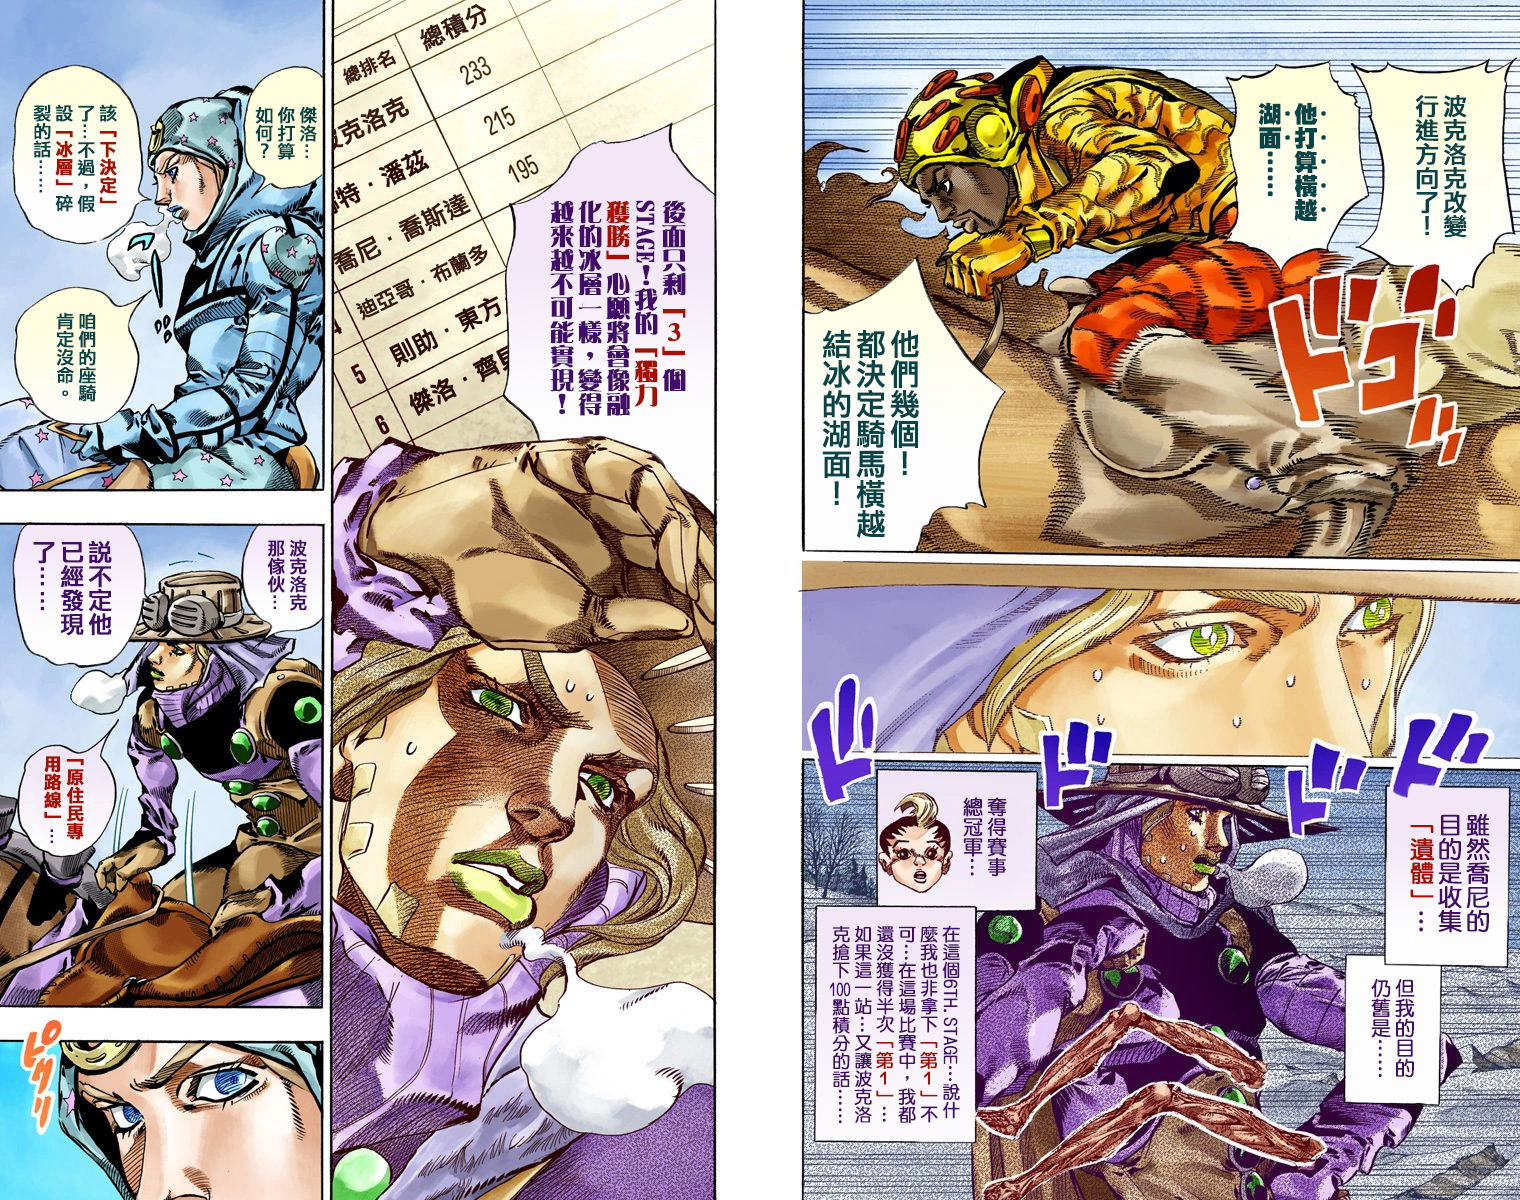 波克洛克改變
行進方向了！
他打算橫越
湖面……
他們幾個！
都決定騎馬橫越
結冰的湖面！
ドゴゴ
ドドドド
雖然喬尼的
目的是收集
「遺體」…
但我的目的
仍舊是……
奪得賽事
總冠軍…
在這個6TH. STAGE…說什
麼我也非拿下「第1」不
可…在這場比賽中，我都
還沒獲得半次「第1」…
如果這一站…又讓波克洛
克搶下100點積分的話……
總排名
總積分
波克洛克
233
特・潘茲
215
喬尼・喬斯達
195
4
迪亞哥・布蘭多
5
則助・東方
6
傑洛・齊貝
後面只剩「3」個
STAGE！我的「獨力
獲勝」心願將會像融
化的冰層一樣，變得
越來越不可能實現！
傑洛…
你打算
如何？
該「下決定」
了…不過，假
設「冰層」碎
裂的話……
咱們的座騎
肯定沒命。
波克洛克
那傢伙…
説不定他
已經發現
了……
「原住民專
用路線」…
ピクリ